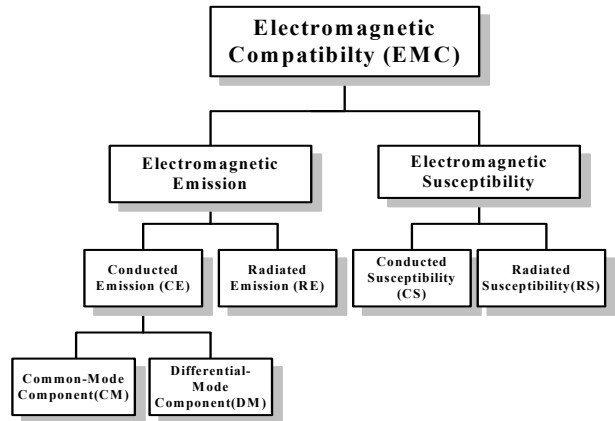 Electromagnetic
Compatibilty (EMC)
Electromagnetic
Emission
Electromagnetic
Susceptibility
Conducted
Emission (CE)
Radiated
Emission (RE)
Conducted
Susceptibility
(CS)
Radiated
Susceptibility(RS)
Common-Mode
Component(CM)
Differential-
Mode
Component(DM)